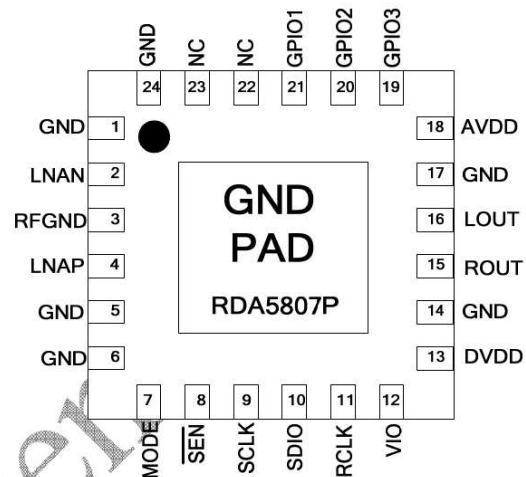 GND NC NC GPIO1 GPIO2 GPIO3
24 23 22 21 20 19
GND 1 18 AVDD
LNAN 2 17 GND
RFGND 3 16 LOUT
LNAP 4 15 ROUT
GND 5 14 GND
GND 6 13 DVDD
GND
PAD
RDA5807P
7 8 9 10 11 12
MODE SEN SCLK SDIO RCLK VIO